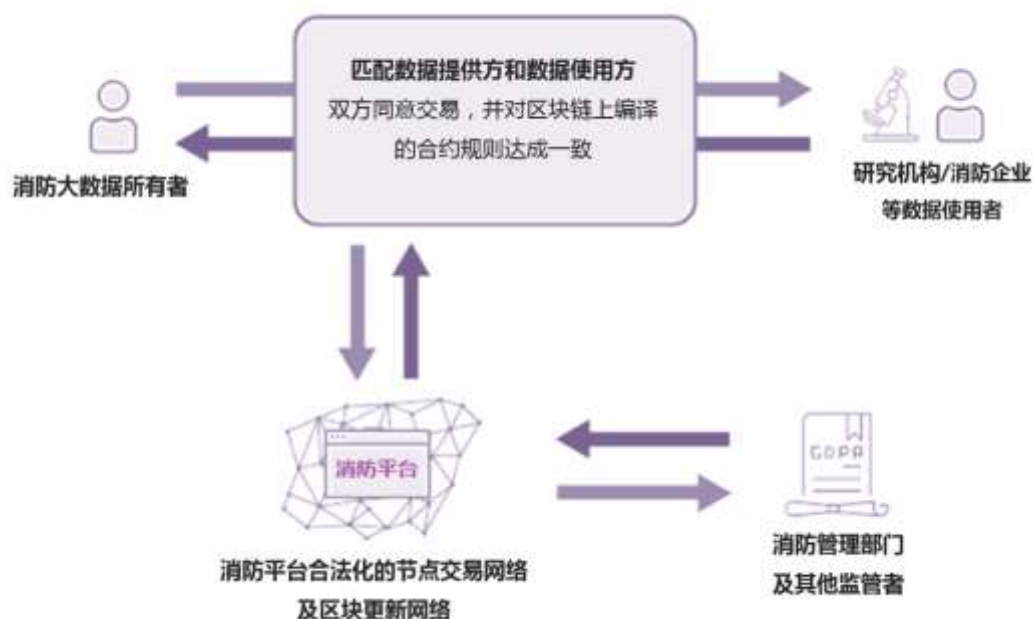 匹配数据提供方和数据使用方
双方同意交易，并对区块链上编译
的合约规则达成一致
消防大数据所有者
研究机构/消防企业
等数据使用者
消防平台
GDPR
消防平台合法化的节点交易网络
及区块更新网络
消防管理部门
及其他监管者